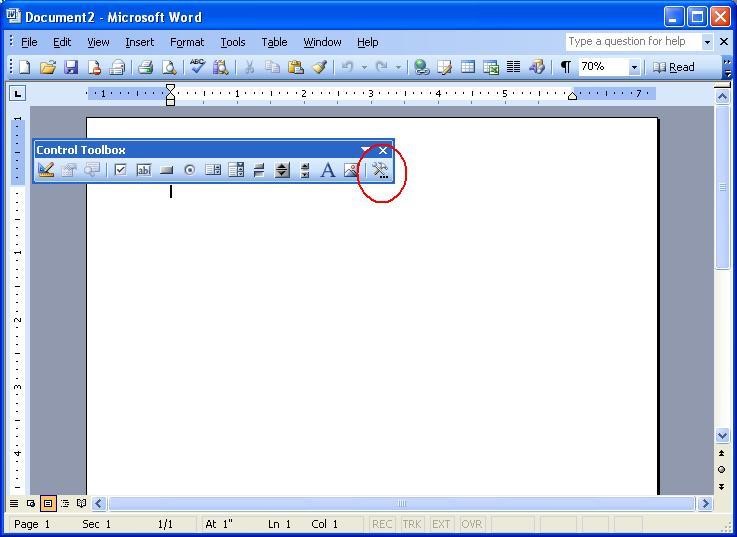 Document2 - Microsoft Word
File Edit View Insert Format Tools Table Window Help Type a question for help
70% Read
L 1 1 2 3 4 5 7
Control Toolbox
ab A
1
1
2
3
4
Page 1 Sec 1 1/1 At 1" Ln 1 Col 1 REC TRK EXT OVR